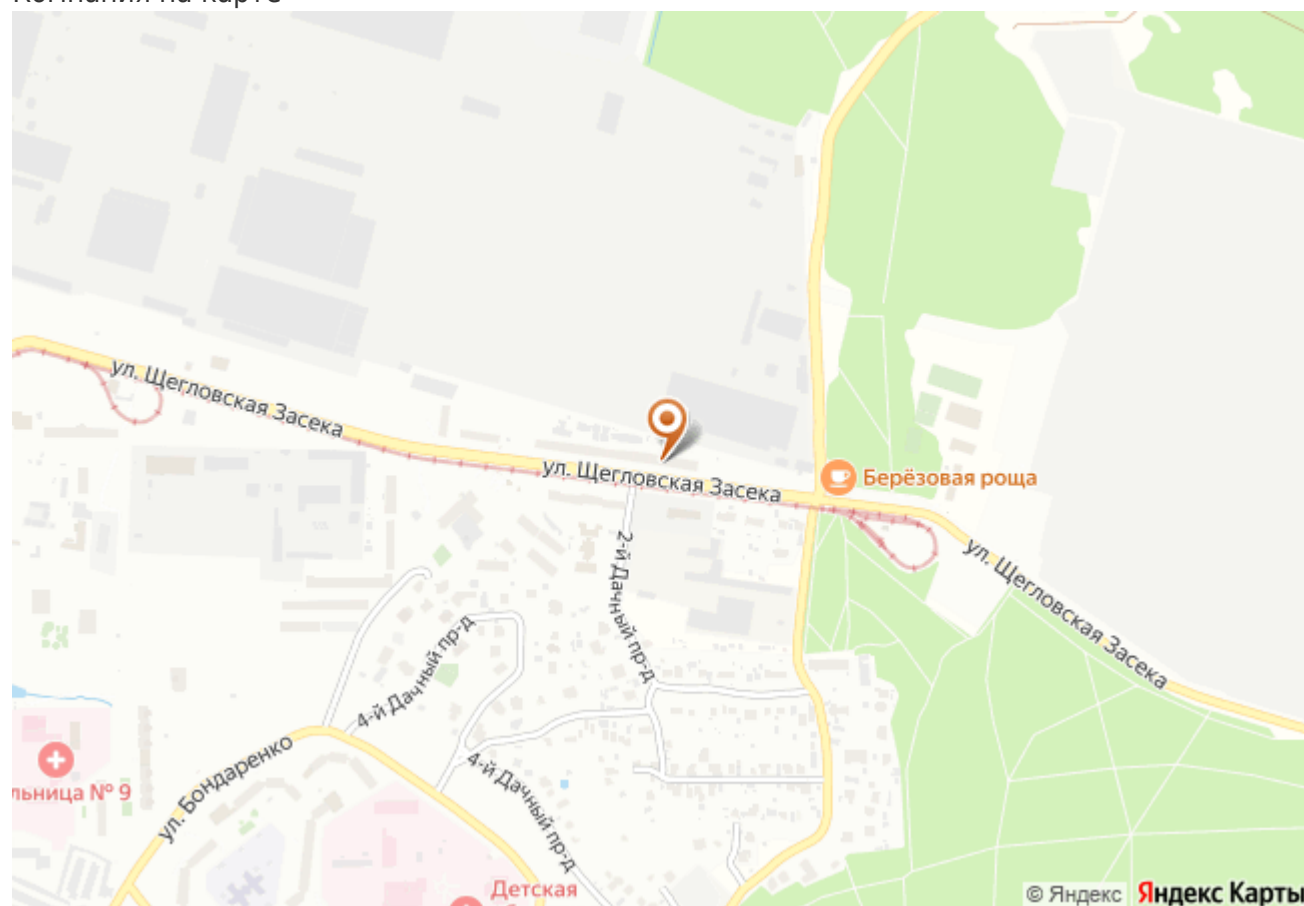 ул. Щегловская Засека
ул. Щегловская Засека
Берёзовая роща
ул. Щегловская Засека
2-й Дачный пр-д
4-й Дачный пр-д
4-й Дачный пр-д
ул. Бондаренко
льница № 9
Детская
© Яндекс Яндекс Карты